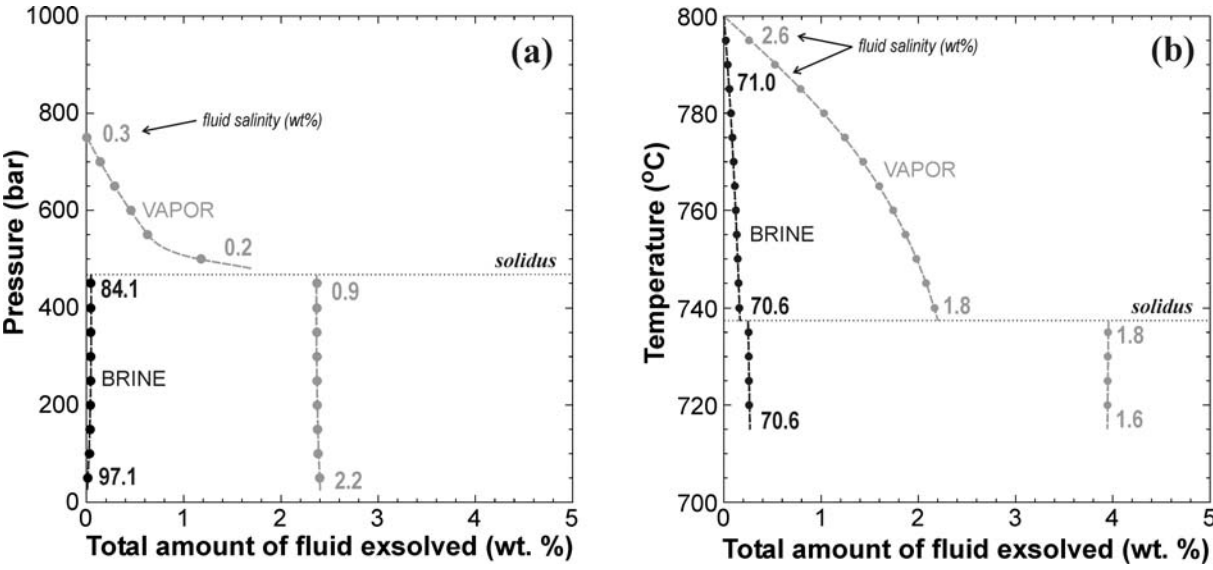 (a)
1000
800
600
400
200
0
Pressure (bar)
0.3
fluid salinity (wt%)
VAPOR
0.2
solidus
84.1
0.9
BRINE
97.1
2.2
0 1 2 3 4 5
Total amount of fluid exsolved (wt. %)
(b)
800
780
760
740
720
700
Temperature (°C)
2.6
fluid salinity (wt%)
71.0
VAPOR
BRINE
70.6
1.8
solidus
1.8
70.6
1.6
0 1 2 3 4 5
Total amount of fluid exsolved (wt. %)